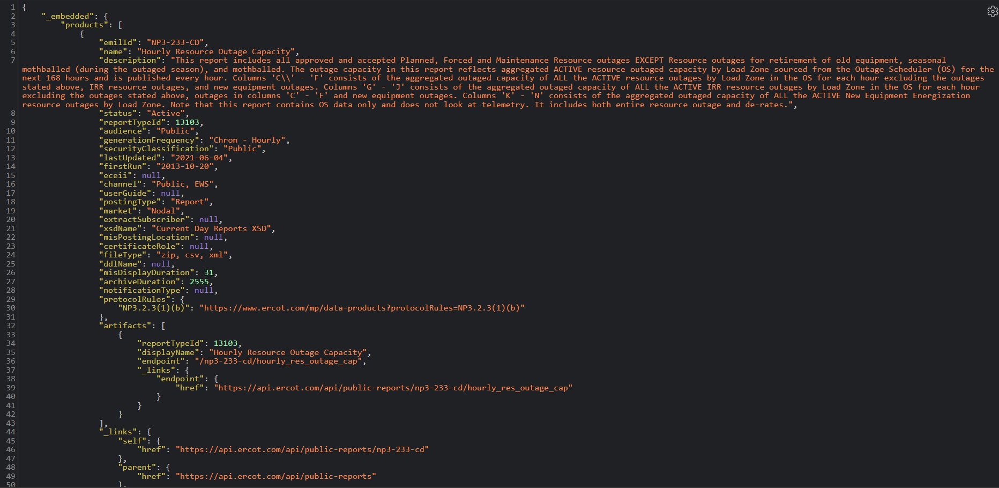 1 {
2     "_embedded": {
3         "products": [
4             {
5                 "emilId": "NP3-233-CD",
6                 "name": "Hourly Resource Outage Capacity",
7                 "description": "This report includes all approved and accepted Planned, Forced and Maintenance Resource outages EXCEPT Resource outages for retirement of old equipment, seasonal
mothballed (during the outaged season), and mothballed. The outage capacity in this report reflects aggregated ACTIVE resource outaged capacity by Load Zone sourced from the Outage Scheduler (OS) for the
next 168 hours and is published every hour. Columns 'C\\' - 'F' consists of the aggregated outaged capacity of ALL the ACTIVE resource outages by Load Zone in the OS for each hour excluding the outages
stated above, IRR resource outages, and new equipment outages. Columns 'G' - 'J' consists of the aggregated outaged capacity of ALL the ACTIVE IRR resource outages by Load Zone in the OS for each hour
excluding the outages stated above, outages in columns 'C' - 'F' and new equipment outages. Columns 'K' - 'N' consists of the aggregated outaged capacity of ALL the ACTIVE New Equipment Energization
resource outages by Load Zone. Note that this report contains OS data only and does not look at telemetry. It includes both entire resource outage and de-rates.",
8                 "status": "Active",
9                 "reportTypeId": 13103,
10                 "audience": "Public",
11                 "generationFrequency": "Chron - Hourly",
12                 "securityClassification": "Public",
13                 "lastUpdated": "2021-06-04",
14                 "firstRun": "2013-10-20",
15                 "eceii": null,
16                 "channel": "Public, EWS",
17                 "userGuide": null,
18                 "postingType": "Report",
19                 "market": "Nodal",
20                 "extractSubscriber": null,
21                 "xsdName": "Current Day Reports XSD",
22                 "misPostingLocation": null,
23                 "certificateRole": null,
24                 "fileType": "zip, csv, xml",
25                 "ddlName": null,
26                 "misDisplayDuration": 31,
27                 "archiveDuration": 2555,
28                 "notificationType": null,
29                 "protocolRules": {
30                     "NP3.2.3(1)(b)": "https://www.ercot.com/mp/data-products?protocolRules=NP3.2.3(1)(b)"
31                 },
32                 "artifacts": [
33                     {
34                         "reportTypeId": 13103,
35                         "displayName": "Hourly Resource Outage Capacity",
36                         "endpoint": "/np3-233-cd/hourly_res_outage_cap",
37                         "_links": {
38                             "endpoint": {
39                                 "href": "https://api.ercot.com/api/public-reports/np3-233-cd/hourly_res_outage_cap"
40                             }
41                         }
42                     }
43                 ],
44                 "_links": {
45                     "self": {
46                         "href": "https://api.ercot.com/api/public-reports/np3-233-cd"
47                     },
48                     "parent": {
49                         "href": "https://api.ercot.com/api/public-reports"
50                     },